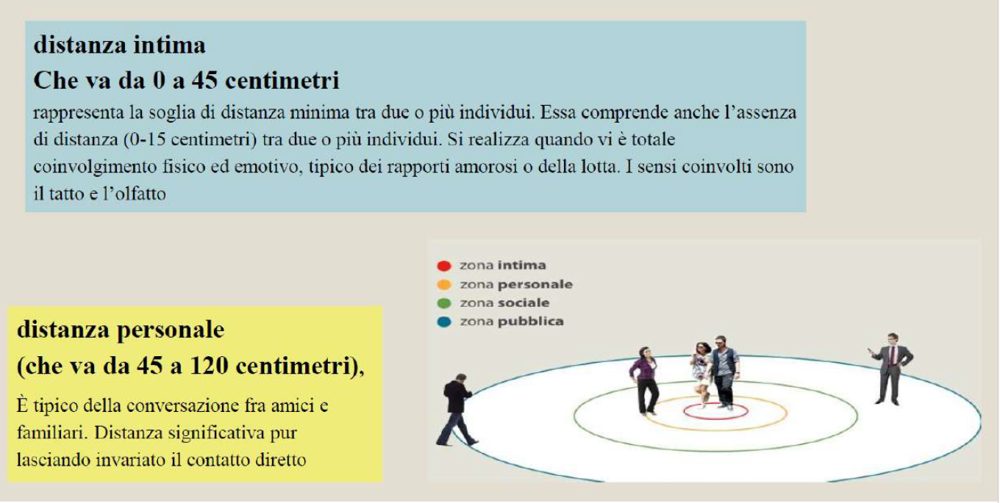 distanza intima
Che va da 0 a 45 centimetri
rappresenta la soglia di distanza minima tra due o più individui. Essa comprende anche l’assenza
di distanza (0-15 centimetri) tra due o più individui. Si realizza quando vi è totale
coinvolgimento fisico ed emotivo, tipico dei rapporti amorosi o della lotta. I sensi coinvolti sono
il tatto e l’olfatto
zona intima
zona personale
zona sociale
zona pubblica
distanza personale
(che va da 45 a 120 centimetri),
È tipico della conversazione fra amici e
familiari. Distanza significativa pur
lasciando invariato il contatto diretto